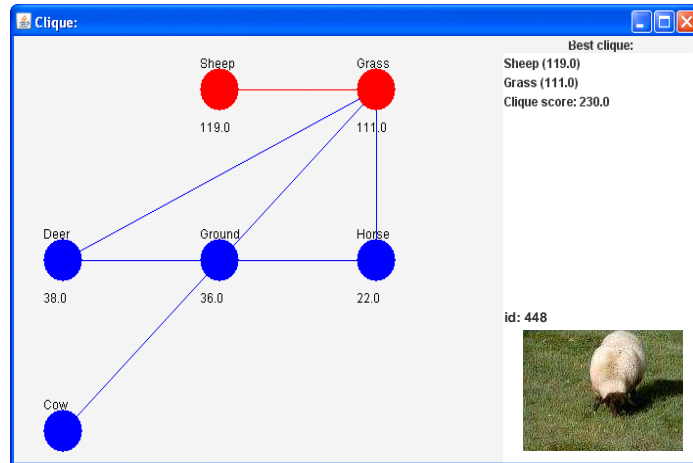 Clique:
Best clique:
Sheep (119.0)
Grass (111.0)
Clique score: 230.0
Sheep
Grass
119.0
111.0
Deer
Ground
Horse
38.0
36.0
22.0
id: 448
Cow